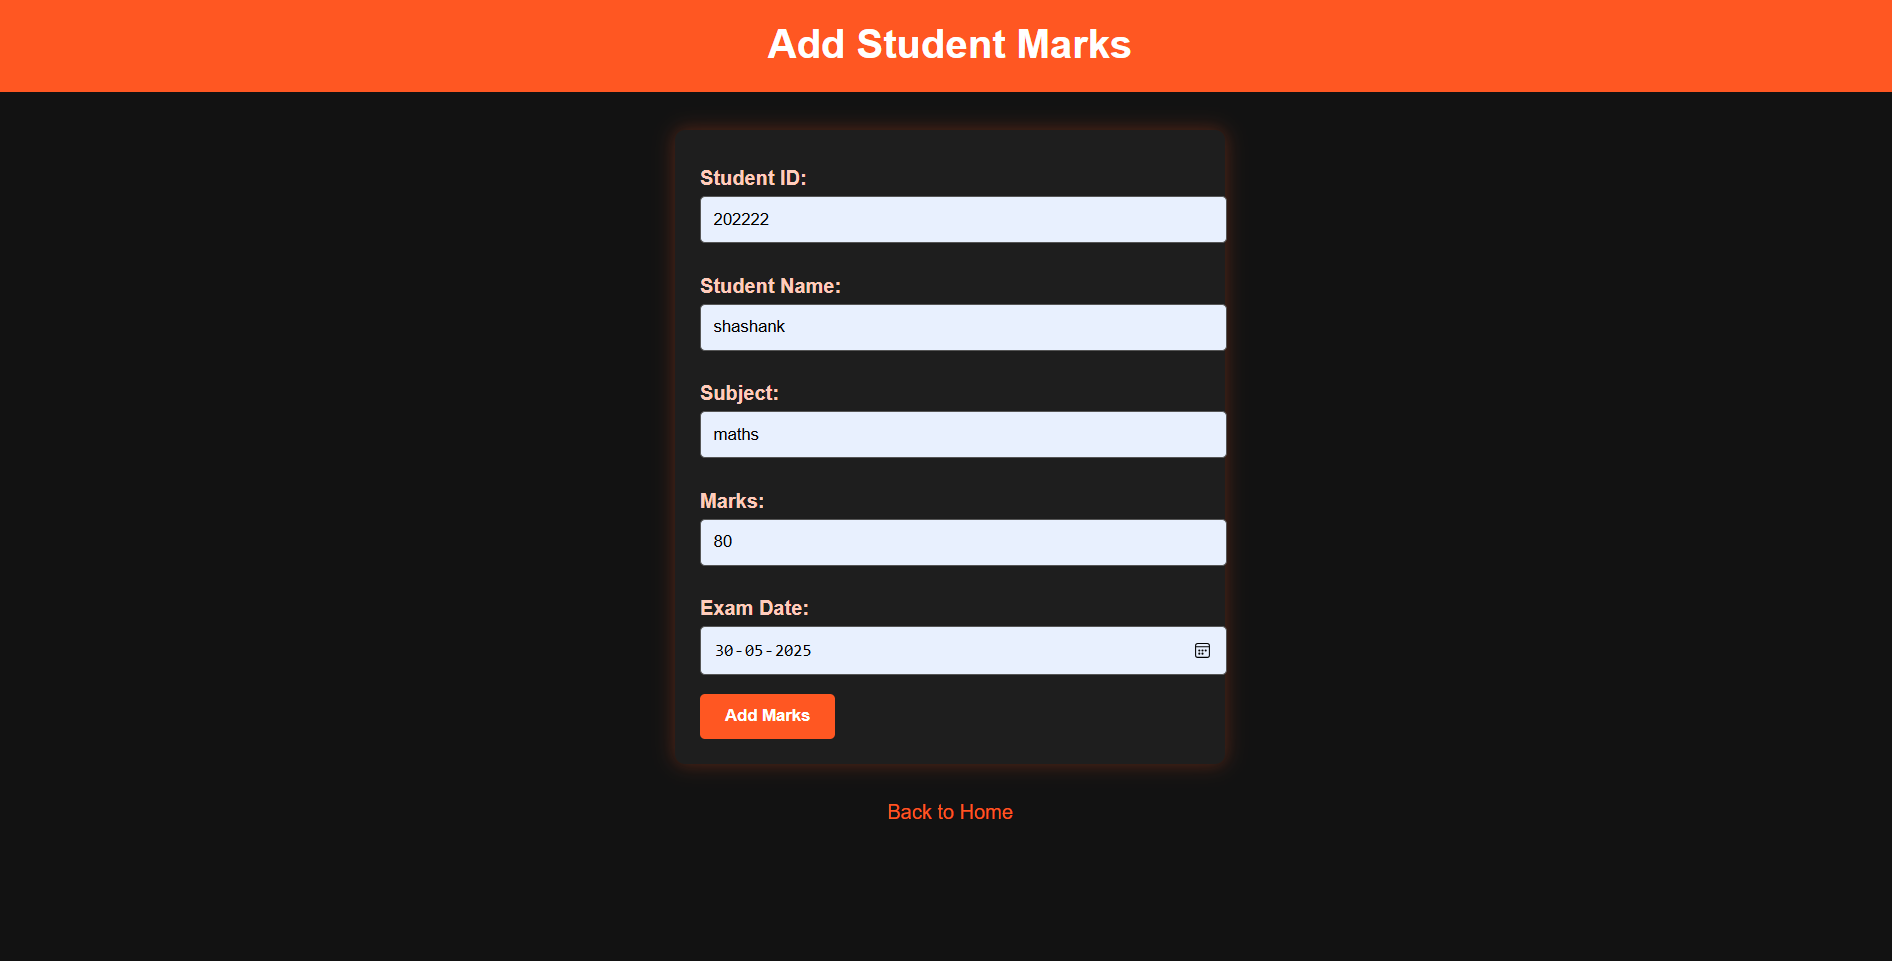 Add Student Marks
Student ID:
202222
Student Name:
shashank
Subject:
maths
Marks:
80
Exam Date:
30-05-2025
Add Marks
Back to Home